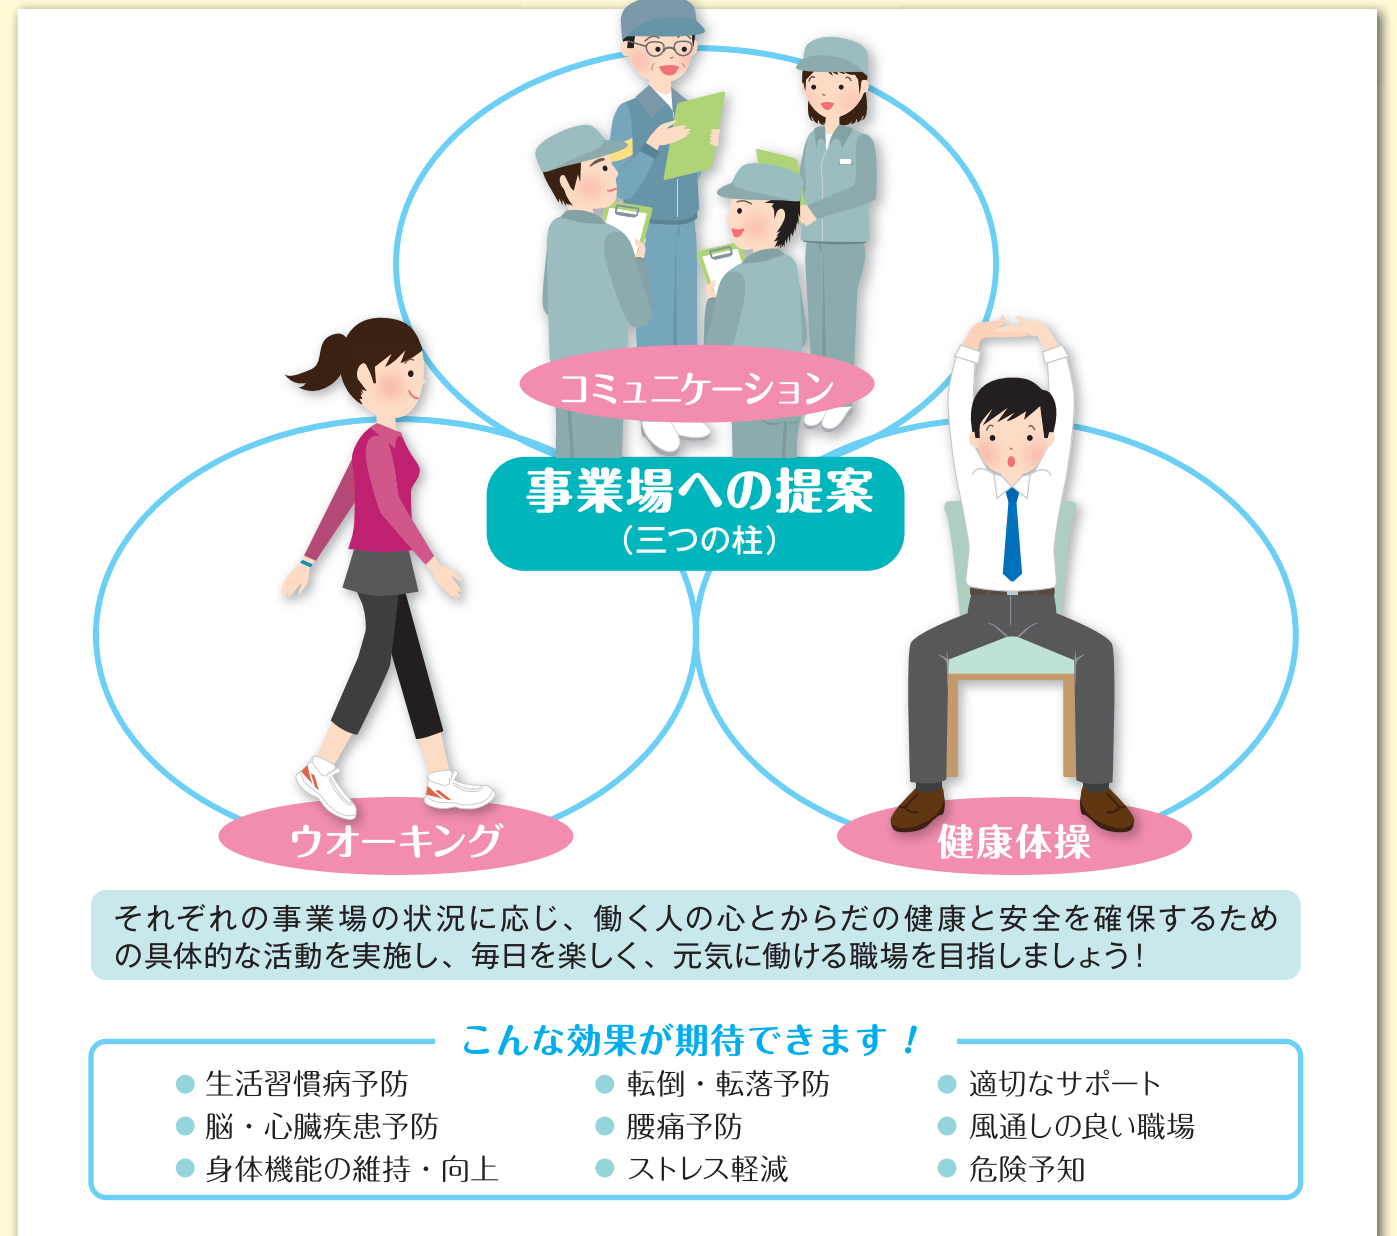 コミュニケーション
事業場への提案
（三つの柱）
ウオーキング
健康体操
それぞれの事業場の状況に応じ、働く人の心とからだの健康と安全を確保するため
の具体的な活動を実施し、毎日を楽しく、元気に働ける職場を目指しましょう！
こんな効果が期待できます！
● 生活習慣病予防
● 脳・心臓疾患予防
● 身体機能の維持・向上
● 転倒・転落予防
● 腰痛予防
● ストレス軽減
● 適切なサポート
● 風通しの良い職場
● 危険予知